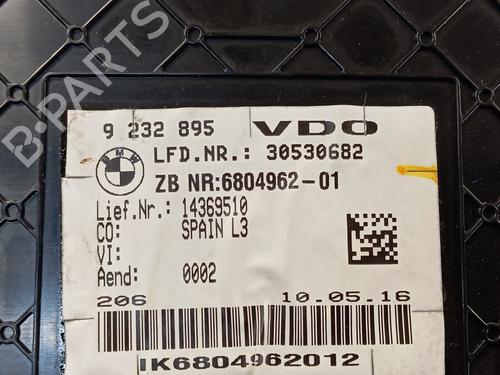 B-PARTS
9 232 895 VDO
BMW
LFD.NR.: 30530682
ZB NR:6804962-01
Lief.Nr.: 14369510
CO: SPAIN L3
VI:
Aend: 0002
206 10.05.16
IK6804962012